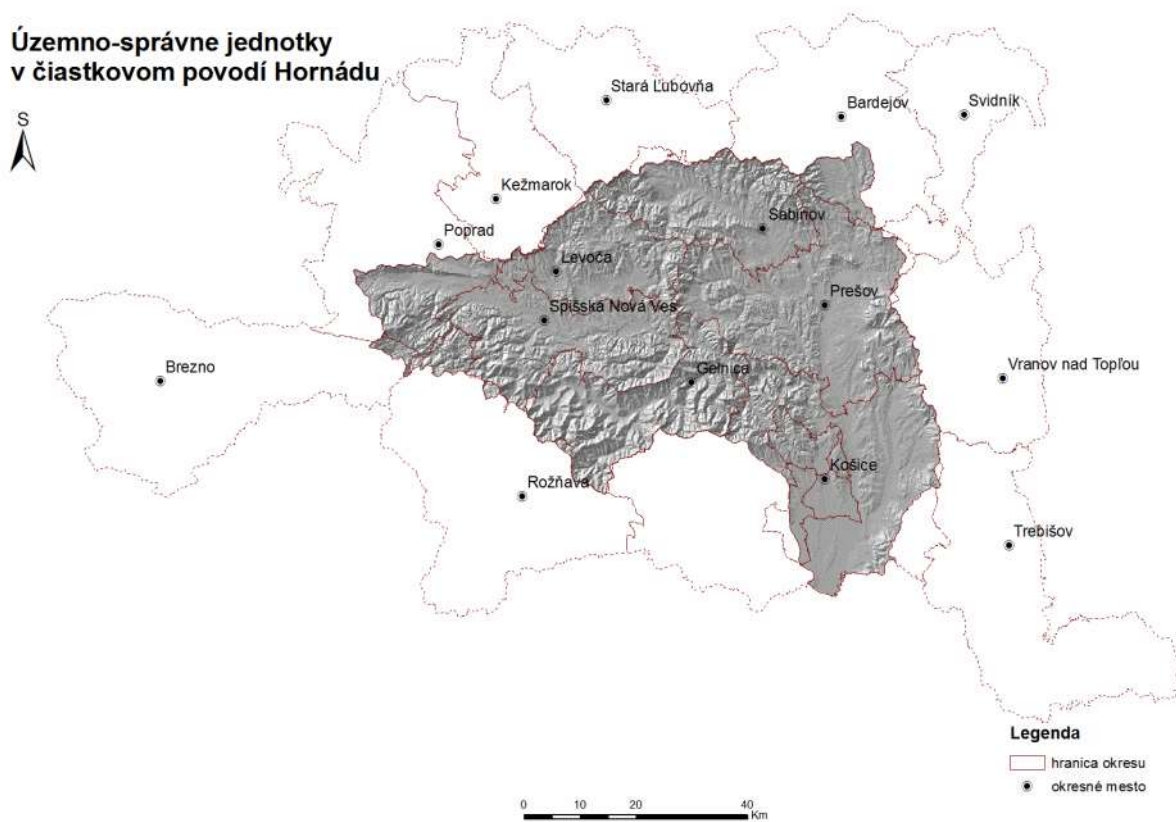 Územno-správne jednotky
v čiastkovom povodí Hornádu
S
Stará Ľubovňa
Bardejov
Svidník
Kežmarok
Sabinov
Poprad
Levoča
Prešov
Spišská Nová Ves
Brezno
Gelnica
Vranov nad Topľou
Košice
Rožňava
Trebišov
Legenda
hranica okresu
okresné mesto
0 10 20 40
Km